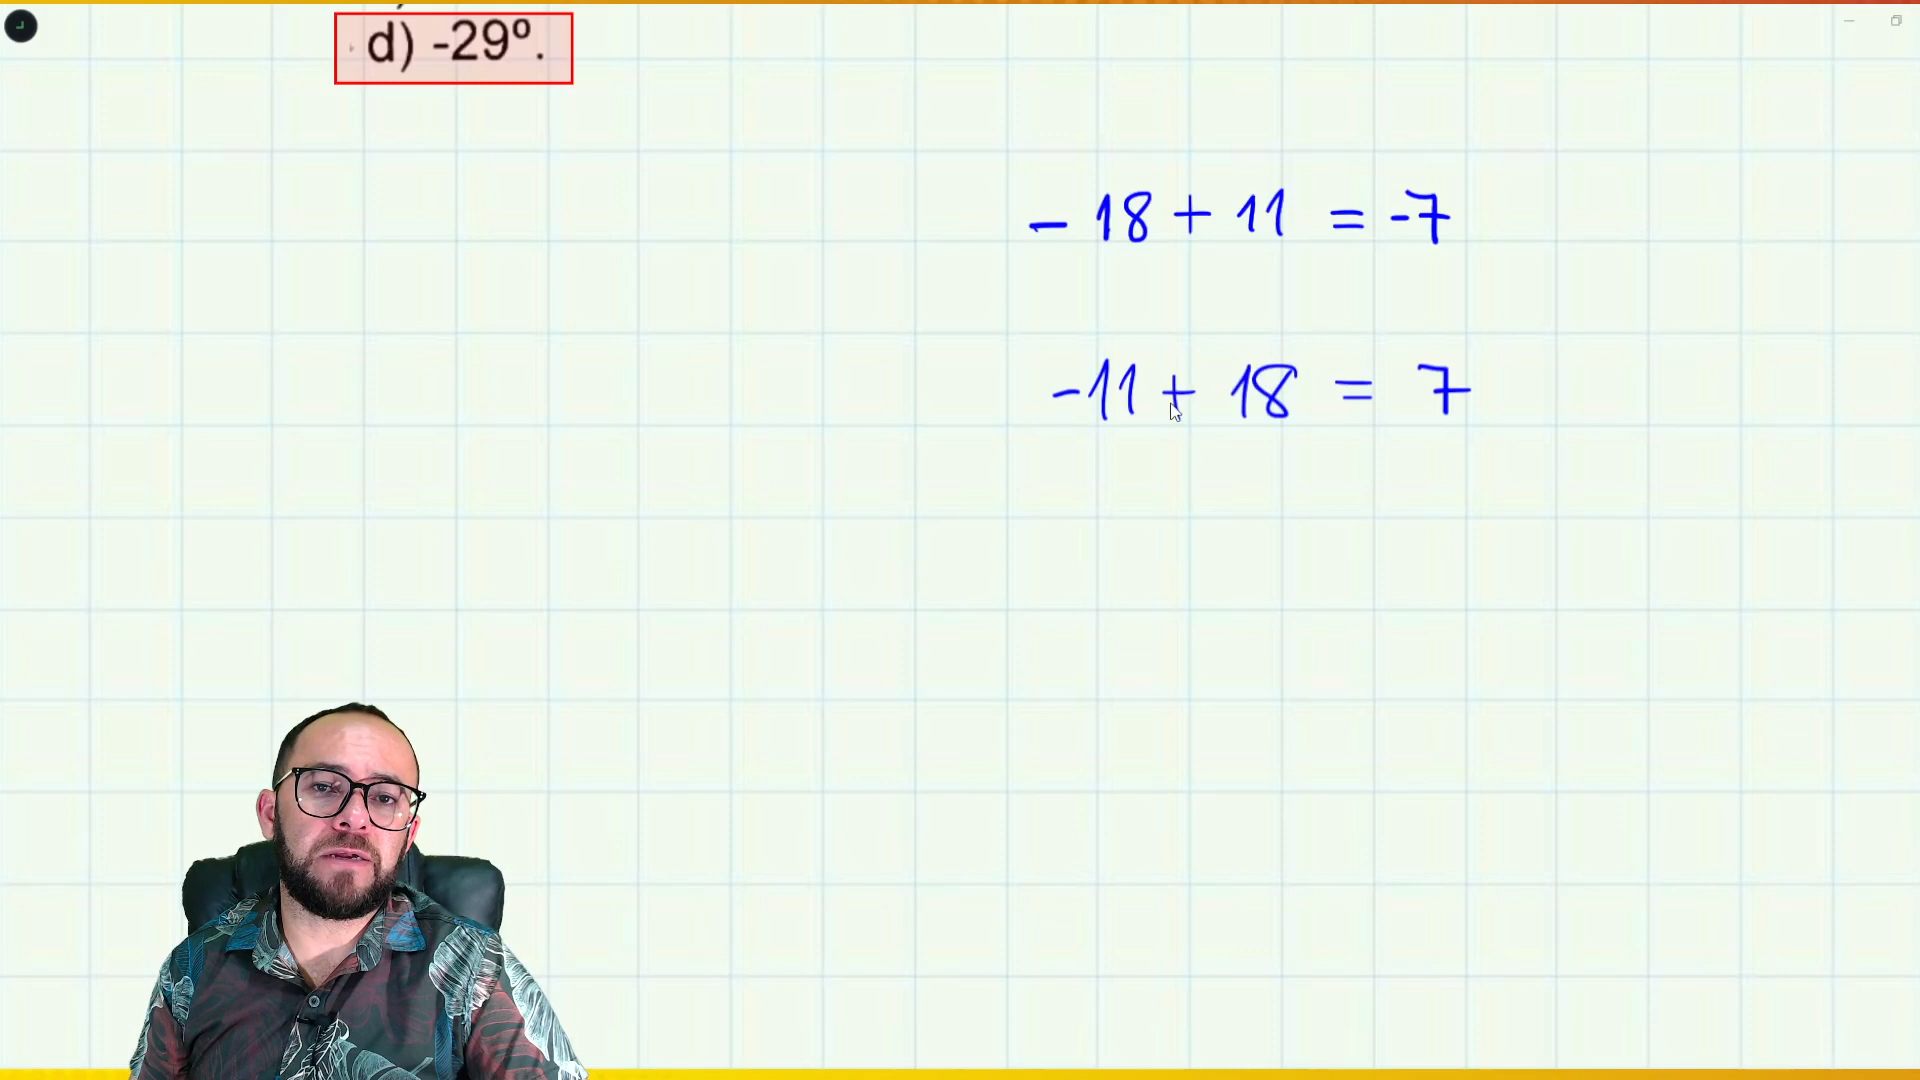 d) -29º.
- 18 + 11 = -7
-11 + 18 = 7